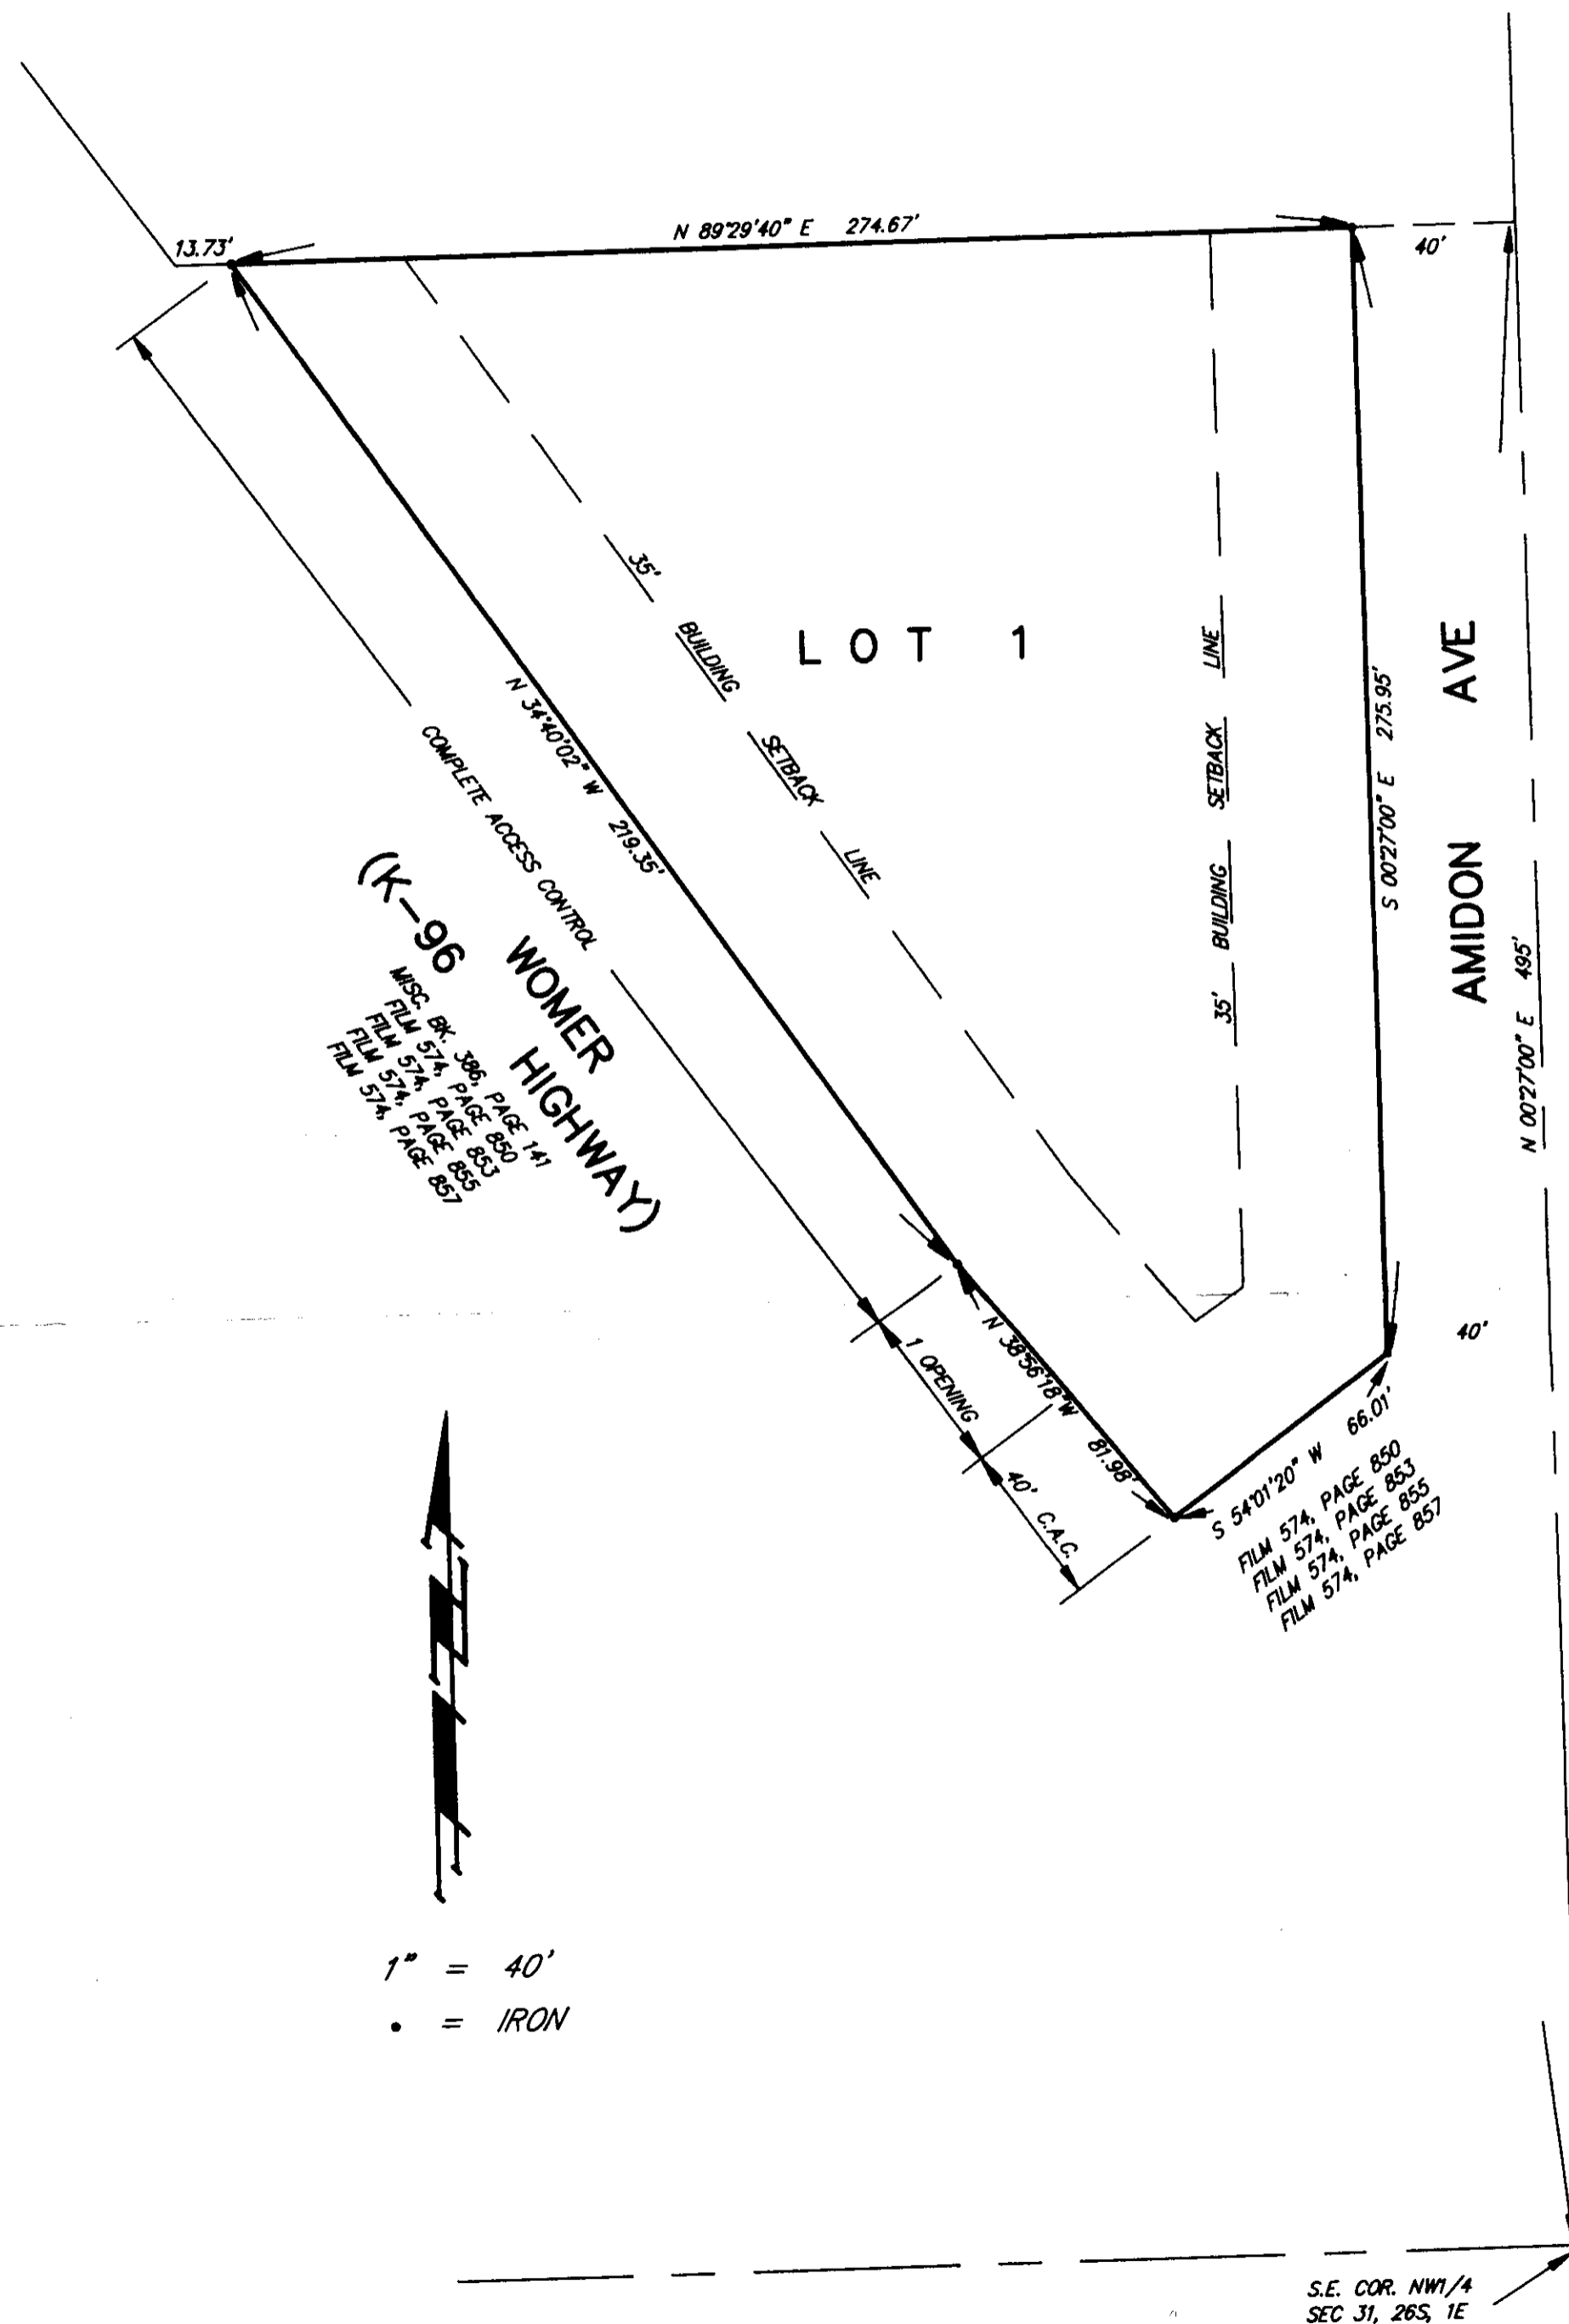 13.73'
N 89°29'40" E 274.67'
40'
LOT 1
35' BUILDING SETBACK LINE
35' BUILDING SETBACK LINE
N 34°40'02" W 219.35'
COMPLETE ACCESS CONTROL
S 00°27'00" E 275.95'
AMIDON AVE
N 00°27'00" E 495'
WOMER
(K-96 HIGHWAY)
MISC. BK. 386, PAGE 141
FILM 574, PAGE 850
FILM 574, PAGE 853
FILM 574, PAGE 855
FILM 574, PAGE 857
1 OPENING
40' C.A.C.
N 38°56'18" W 81.98'
40'
S 54°01'20" W 66.01'
FILM 574, PAGE 850
FILM 574, PAGE 853
FILM 574, PAGE 855
FILM 574, PAGE 857
1" = 40'
• = IRON
S.E. COR. NW1/4
SEC 31, 26S, 1E